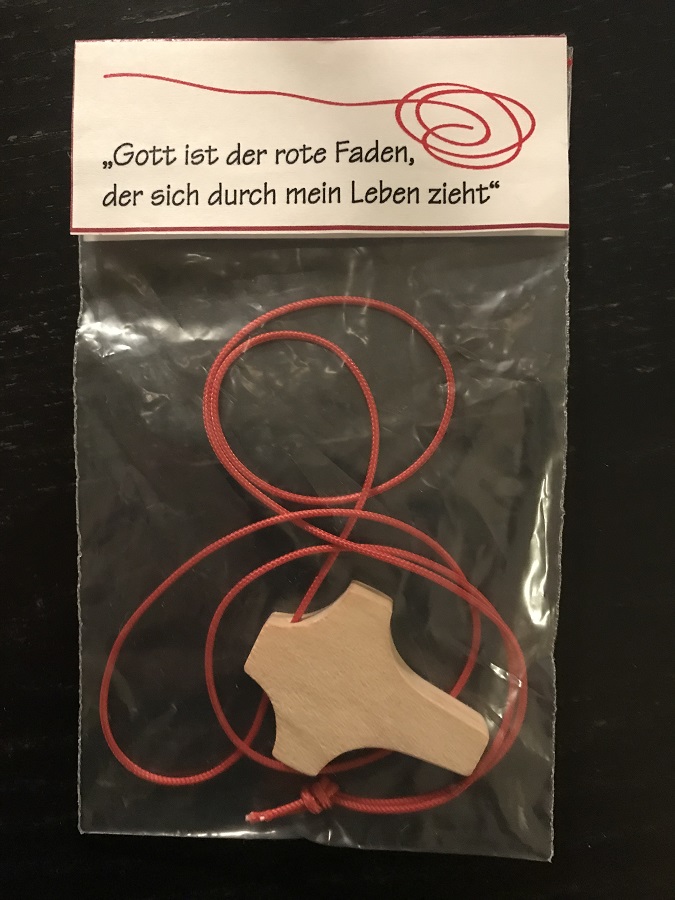 „Gott ist der rote Faden,
der sich durch mein Leben zieht“